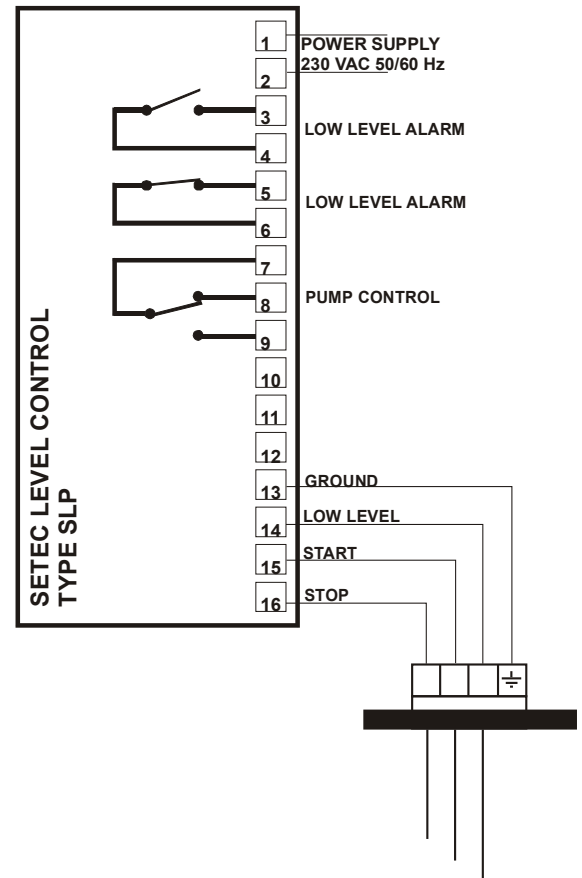 1
POWER SUPPLY
230 VAC 50/60 Hz
2
3
LOW LEVEL ALARM
4
5
LOW LEVEL ALARM
6
7
8
PUMP CONTROL
9
10
11
12
13
GROUND
14
LOW LEVEL
15
START
16
STOP
SETEC LEVEL CONTROL
TYPE SLP